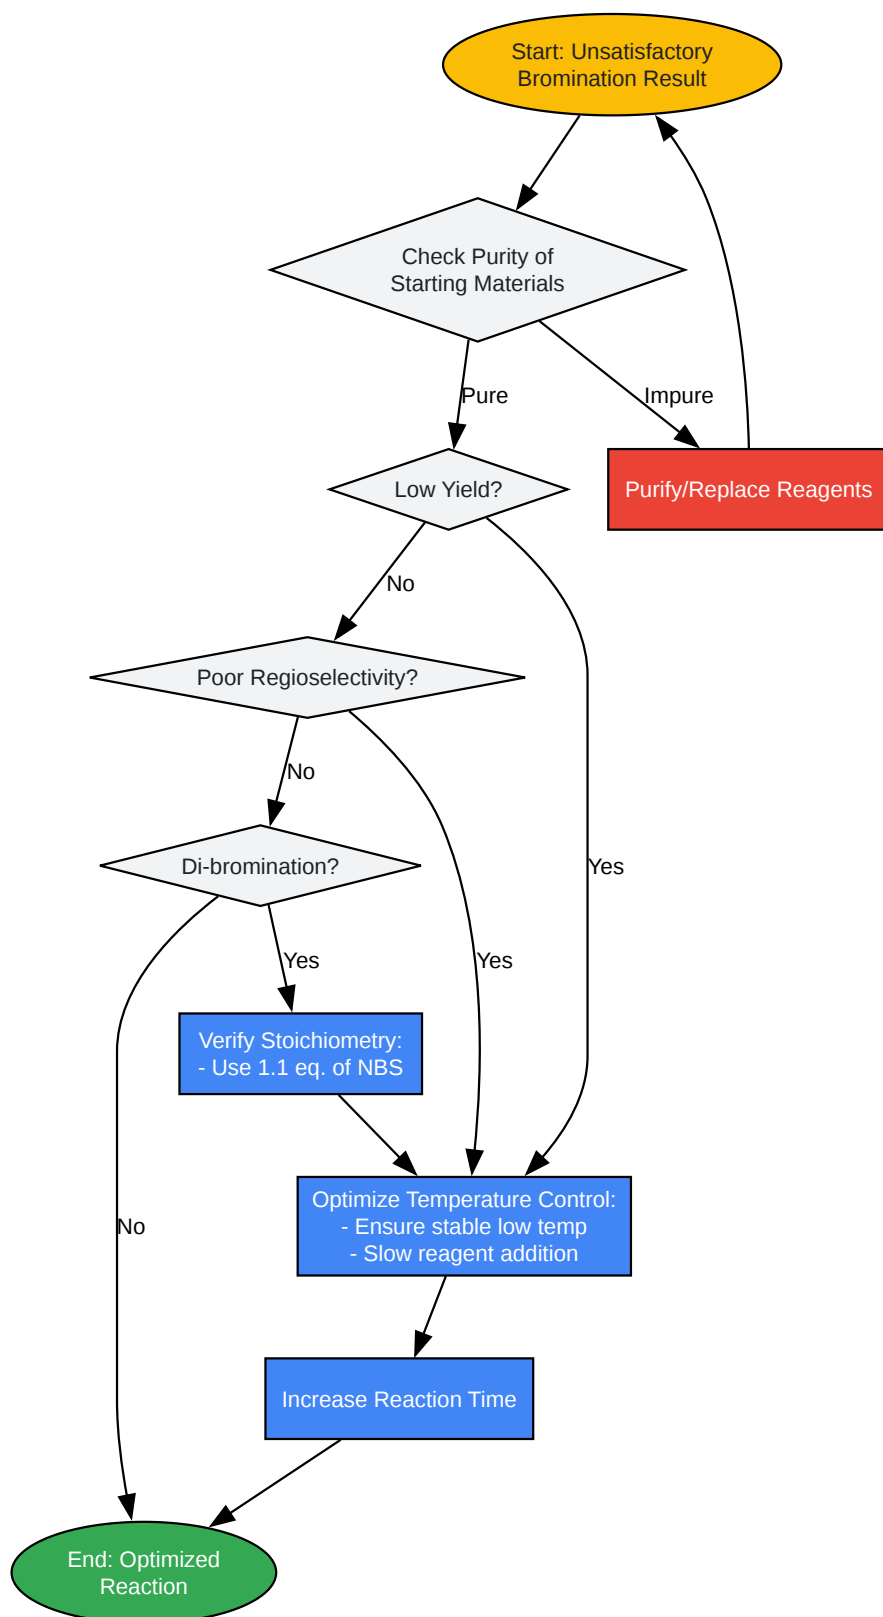 Start: Unsatisfactory
Bromination Result
Check Purity of
Starting Materials
Pure
Impure
Low Yield?
Purify/Replace Reagents
No
Poor Regioselectivity?
No
Di-bromination?
Yes
Yes
Yes
Verify Stoichiometry:
- Use 1.1 eq. of NBS
Optimize Temperature Control:
- Ensure stable low temp
- Slow reagent addition
No
Increase Reaction Time
End: Optimized
Reaction